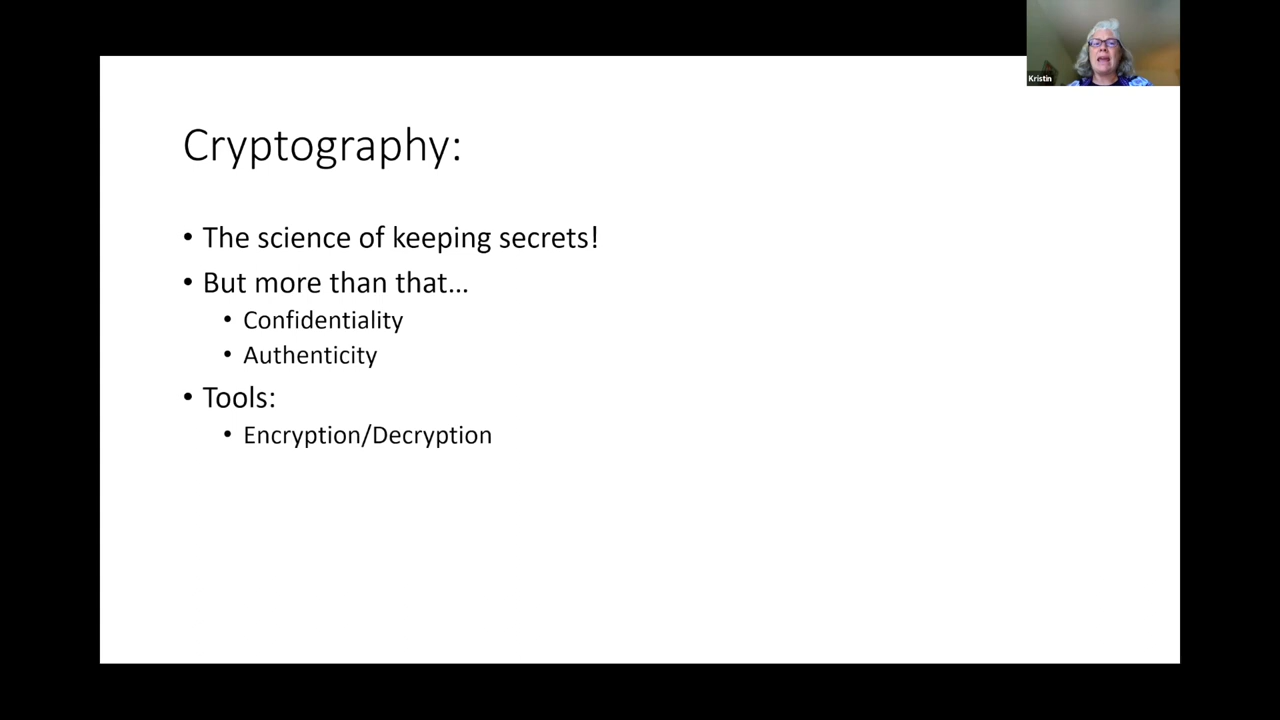 Kristin
Cryptography:
• The science of keeping secrets!
• But more than that…
• Confidentiality
• Authenticity
• Tools:
• Encryption/Decryption